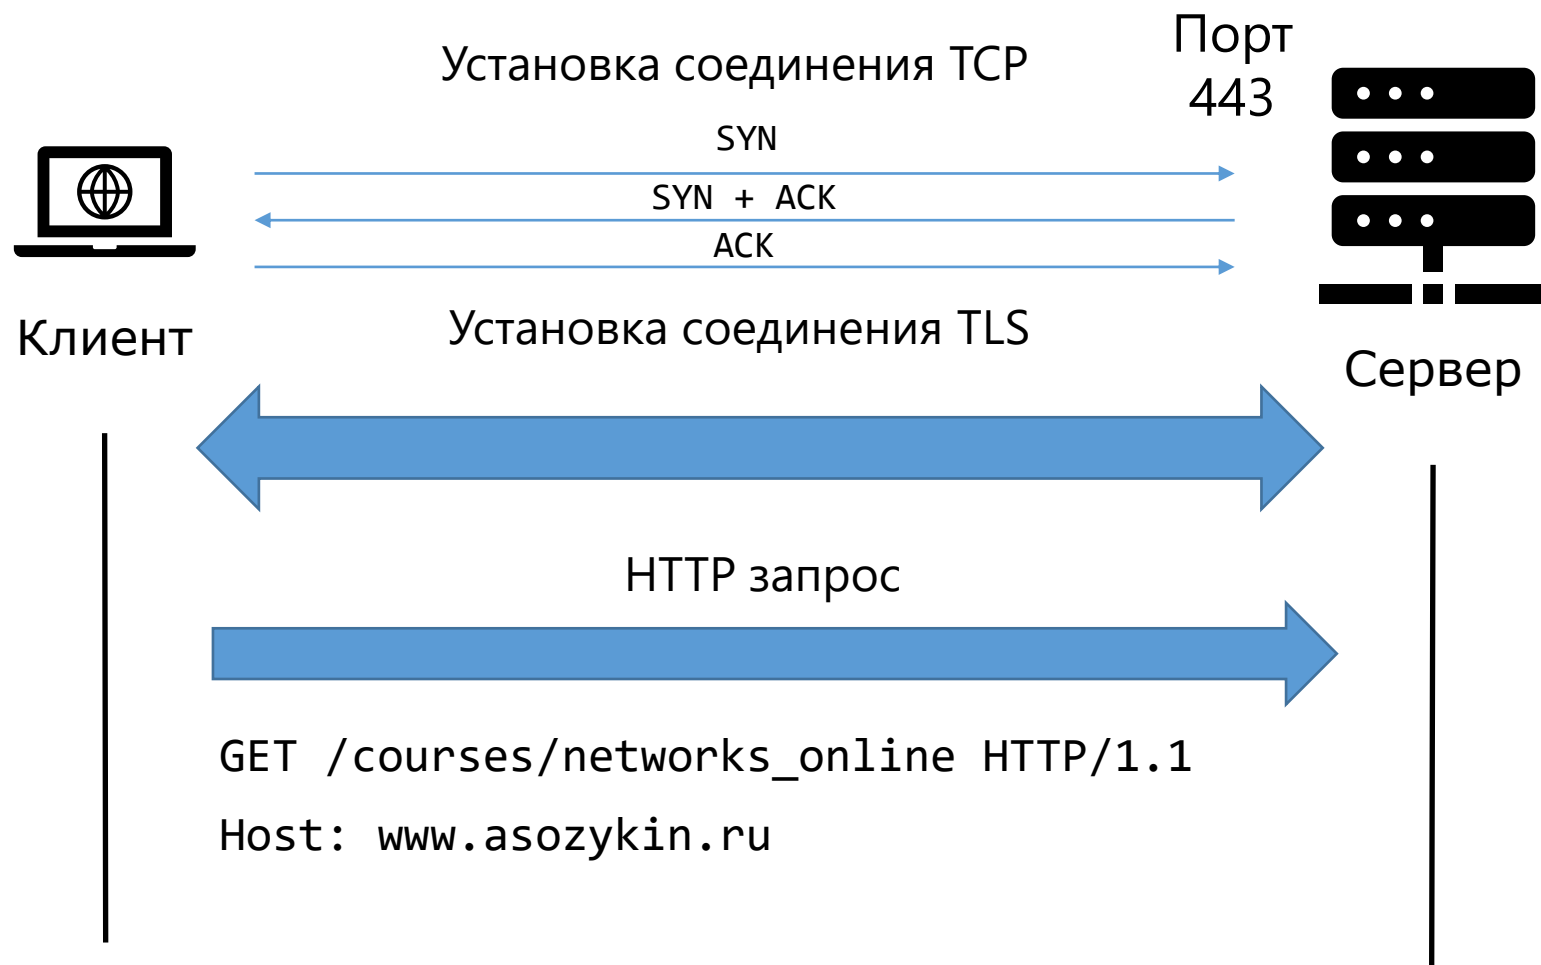 Установка соединения TCP
Порт
443
SYN
SYN + ACK
ACK
Клиент
Установка соединения TLS
Сервер
HTTP запрос
GET /courses/networks_online HTTP/1.1
Host: www.asozykin.ru